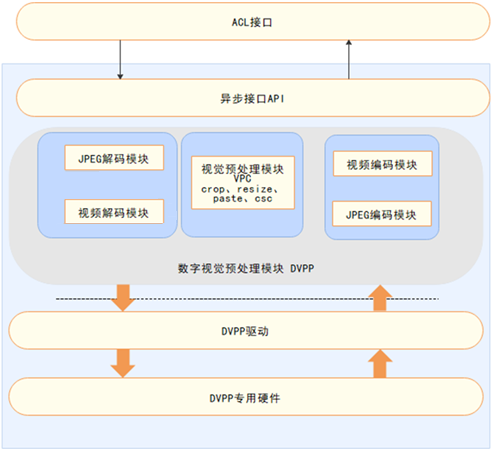 ACL接口
异步接口API
JPEG解码模块
视频解码模块
视觉预处理模块
VPC
crop、resize、
paste、csc
视频编码模块
JPEG编码模块
数字视觉预处理模块 DVPP
DVPP驱动
DVPP专用硬件